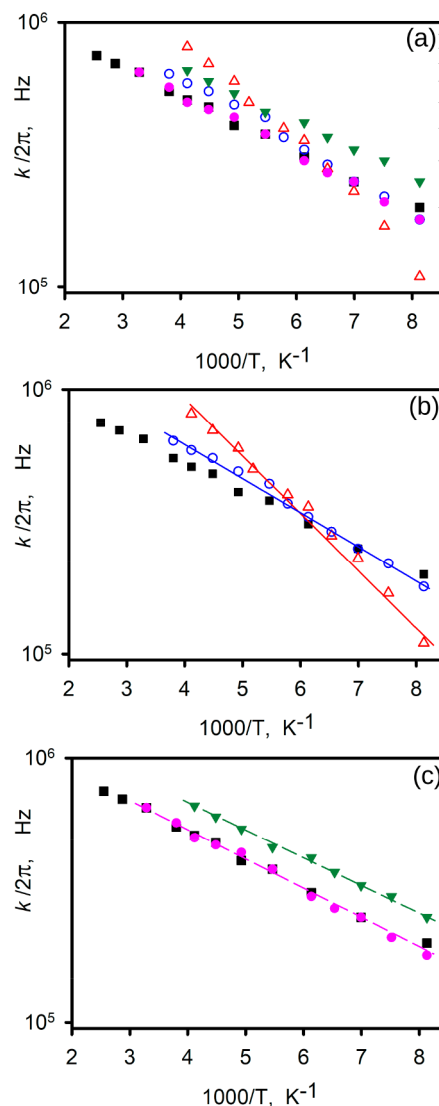 10⁶
(a)
k/2π, Hz
10⁵
2 3 4 5 6 7 8
1000/T, K⁻¹
10⁶
(b)
k/2π, Hz
10⁵
2 3 4 5 6 7 8
1000/T, K⁻¹
10⁶
(c)
k/2π, Hz
10⁵
2 3 4 5 6 7 8
1000/T, K⁻¹